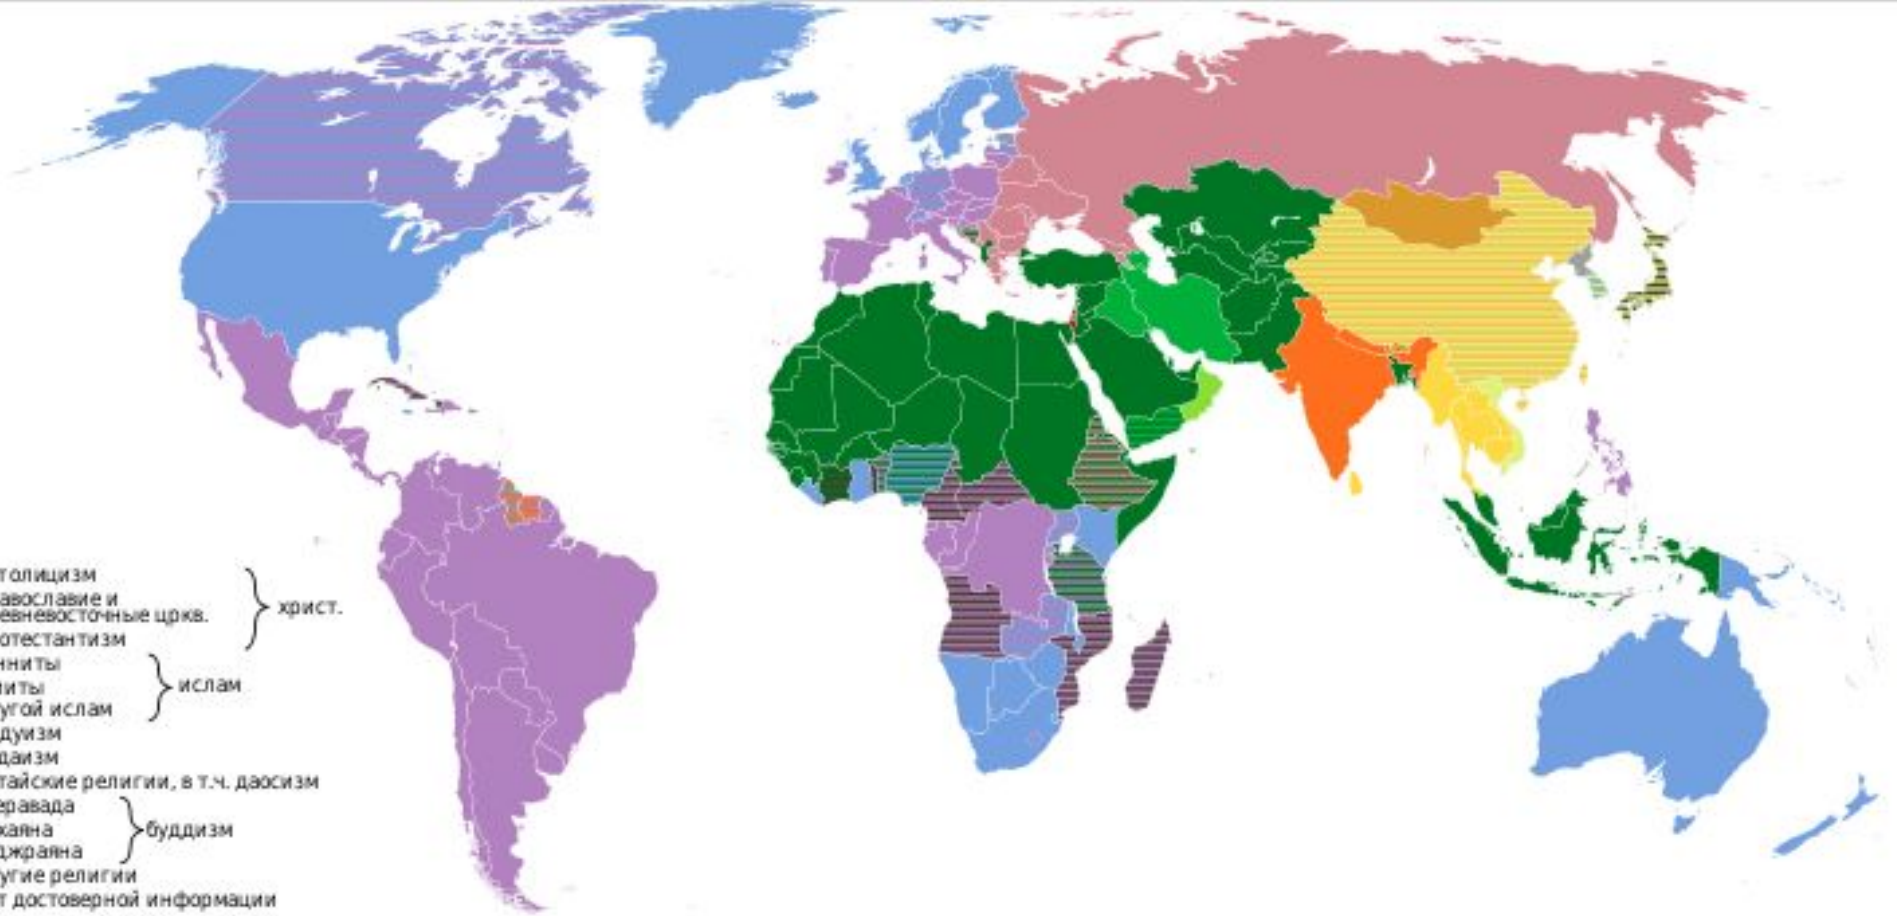 толицизм
авославие и
евневосточные цркв.
отестантизм
христ.
нниты
иты
угой ислам
ислам
дуизм
даизм
тайские религии, в т.ч. даосизм
еравада
хаяна
джраяна
буддизм
угие религии
т достоверной информации